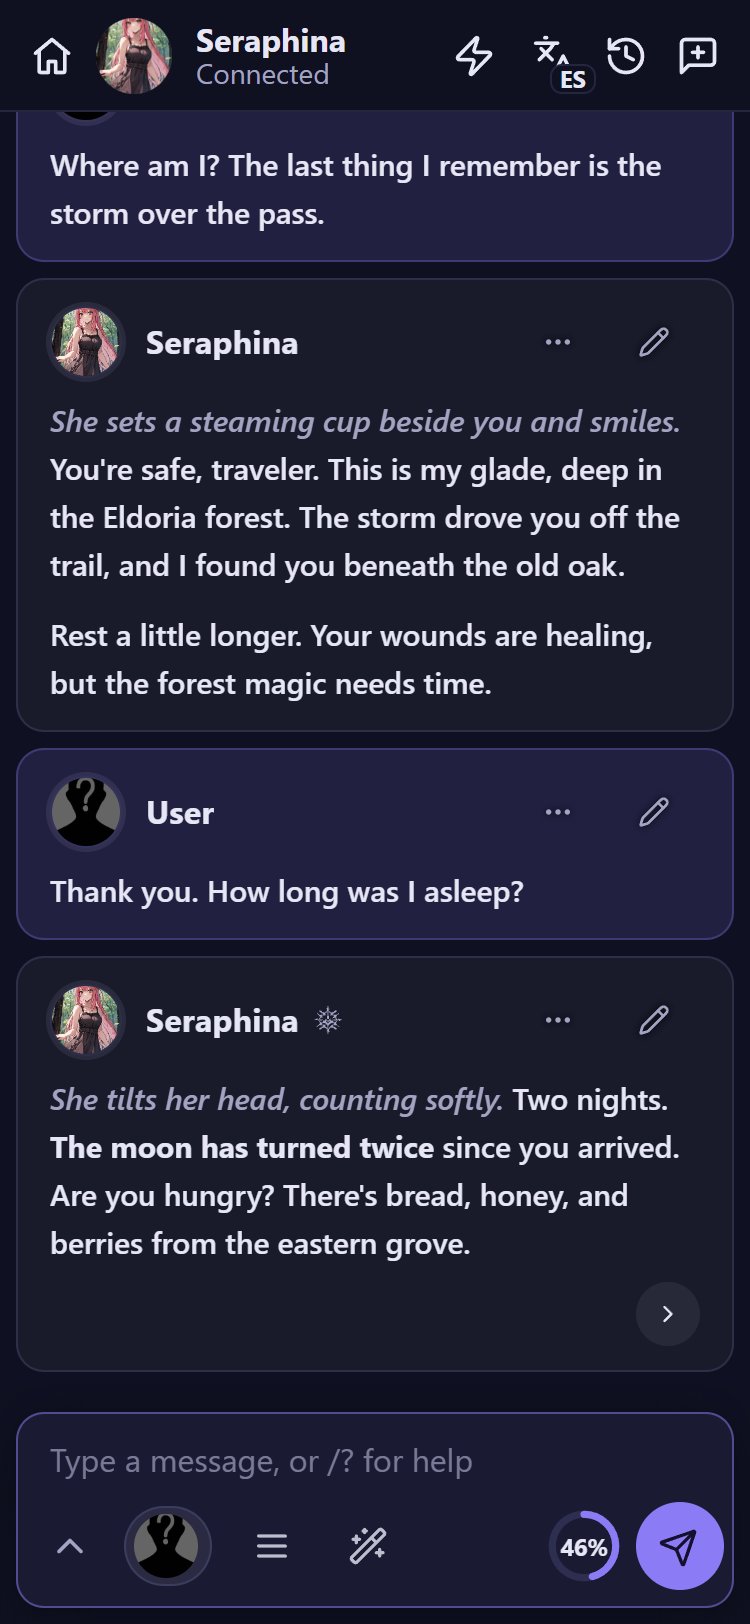 Seraphina
Connected
ES
Where am I? The last thing I remember is the
storm over the pass.
Seraphina
She sets a steaming cup beside you and smiles.
You're safe, traveler. This is my glade, deep in
the Eldoria forest. The storm drove you off the
trail, and I found you beneath the old oak.
Rest a little longer. Your wounds are healing,
but the forest magic needs time.
User
Thank you. How long was I asleep?
Seraphina
She tilts her head, counting softly. Two nights.
The moon has turned twice since you arrived.
Are you hungry? There's bread, honey, and
berries from the eastern grove.
Type a message, or /? for help
46%